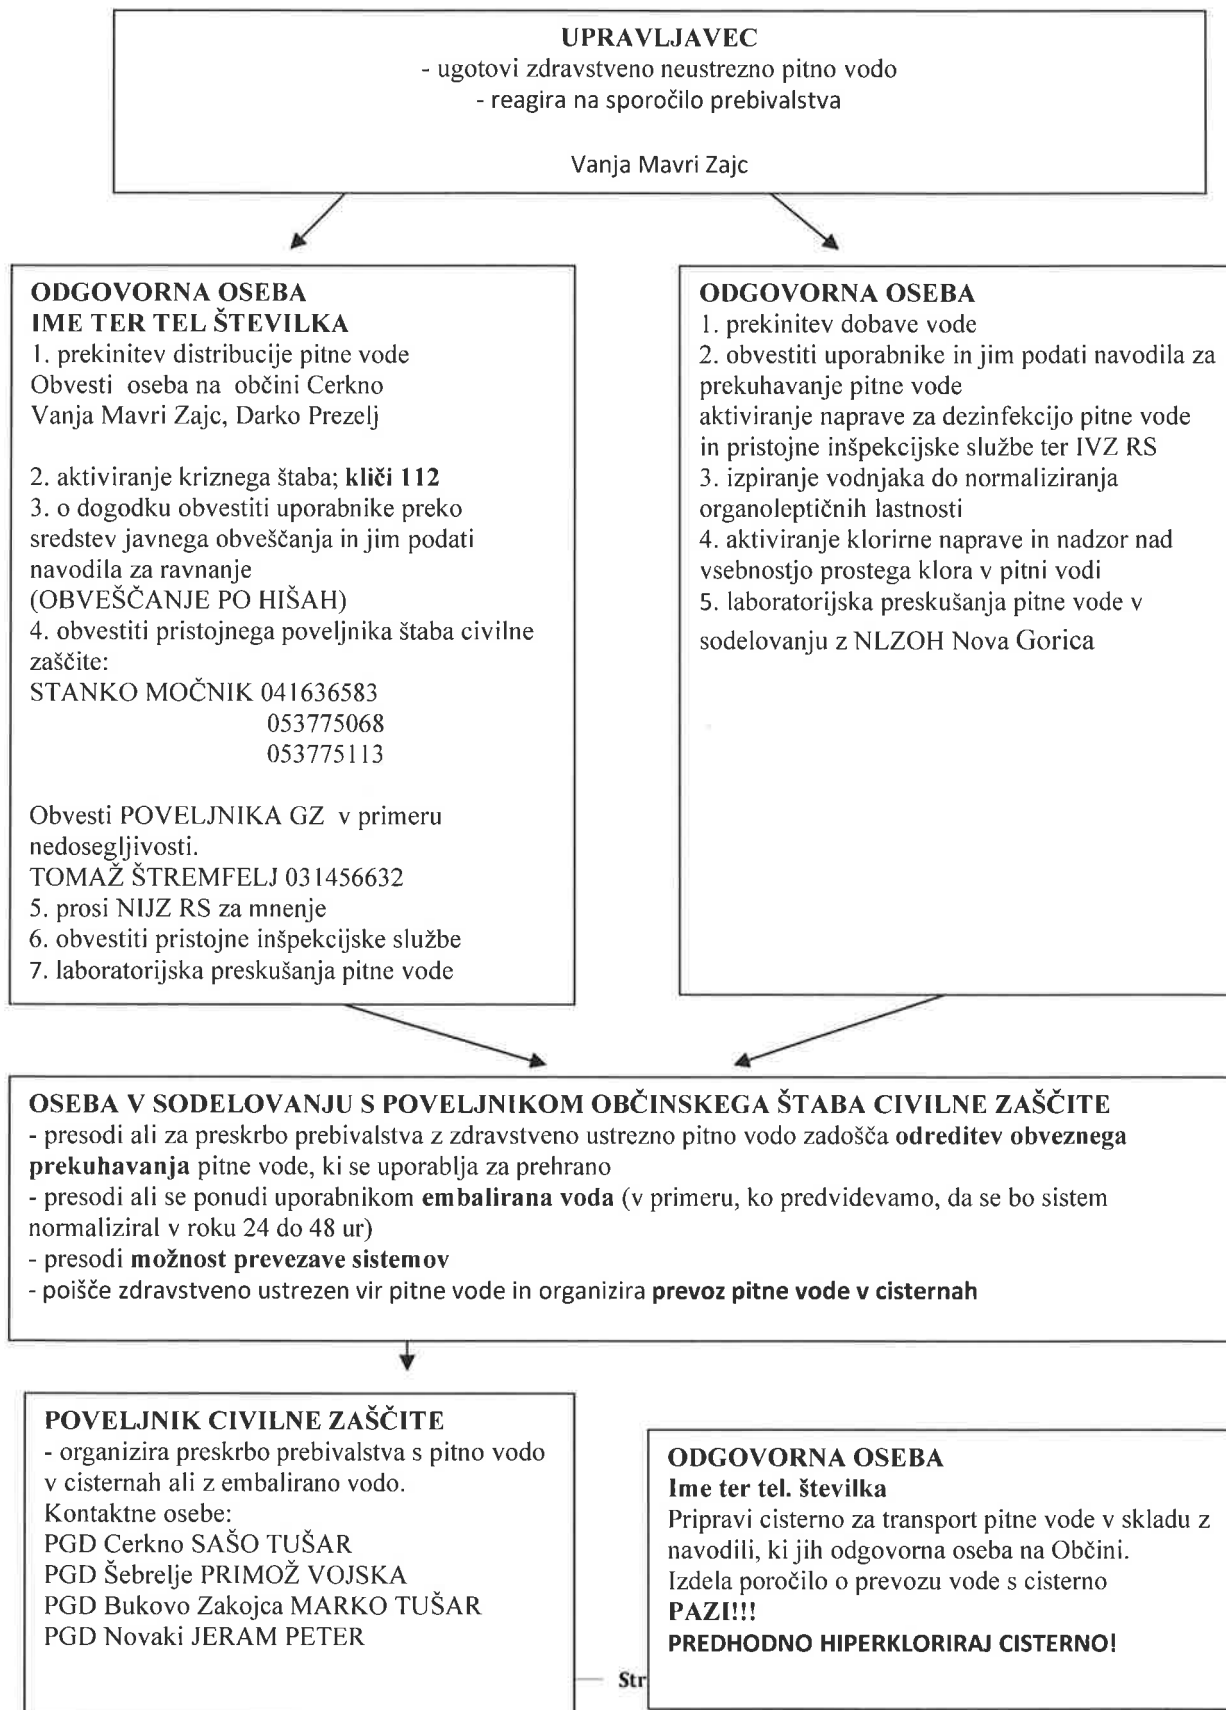 UPRAVLJAVEC
- ugotovi zdravstveno neustrezno pitno vodo
- reagira na sporočilo prebivalstva
Vanja Mavri Zajc
ODGOVORNA OSEBA
IME TER TEL ŠTEVILKA
1. prekinitev distribucije pitne vode
Obvesti oseba na občini Cerkno
Vanja Mavri Zajc, Darko Prezelj
2. aktiviranje kriznega štaba; kliči 112
3. o dogodku obvestiti uporabnike preko
sredstev javnega obveščanja in jim podati
navodila za ravnanje
(OBVEŠČANJE PO HIŠAH)
4. obvestiti pristojnega poveljnika štaba civilne
zaščite:
STANKO MOČNIK 041636583
053775068
053775113
Obvesti POVELJNIKA GZ v primeru
nedosegljivosti.
TOMAŽ ŠTREMFELJ 031456632
5. prosi NIJZ RS za mnenje
6. obvestiti pristojne inšpekcijske službe
7. laboratorijska preskušanja pitne vode
ODGOVORNA OSEBA
1. prekinitev dobave vode
2. obvestiti uporabnike in jim podati navodila za
prekuhavanje pitne vode
aktiviranje naprave za dezinfekcijo pitne vode
in pristojne inšpekcijske službe ter IVZ RS
3. izpiranje vodnjaka do normaliziranja
organoleptičnih lastnosti
4. aktiviranje klorirne naprave in nadzor nad
vsebnostjo prostega klora v pitni vodi
5. laboratorijska preskušanja pitne vode v
sodelovanju z NLZOH Nova Gorica
OSEBA V SODELOVANJU S POVELJNIKOM OBČINSKEGA ŠTABA CIVILNE ZAŠČITE
- presodi ali za preskrbo prebivalstva z zdravstveno ustrezno pitno vodo zadošča odreditev obveznega
prekuhavanja pitne vode, ki se uporablja za prehrano
- presodi ali se ponudi uporabnikom embalirana voda (v primeru, ko predvidevamo, da se bo sistem
normaliziral v roku 24 do 48 ur)
- presodi možnost prevezave sistemov
- poišče zdravstveno ustrezen vir pitne vode in organizira prevoz pitne vode v cisternah
POVELJNIK CIVILNE ZAŠČITE
- organizira preskrbo prebivalstva s pitno vodo
v cisternah ali z embalirano vodo.
Kontaktne osebe:
PGD Cerkno SAŠO TUŠAR
PGD Šebrelje PRIMOŽ VOJSKA
PGD Bukovo Zakojca MARKO TUŠAR
PGD Novaki JERAM PETER
ODGOVORNA OSEBA
Ime ter tel. številka
Pripravi cisterno za transport pitne vode v skladu z
navodili, ki jih odgovorna oseba na Občini.
Izdela poročilo o prevozu vode s cisterno
PAZI!!!
PREDHODNO HIPERKLORIRAJ CISTERNO!
Str